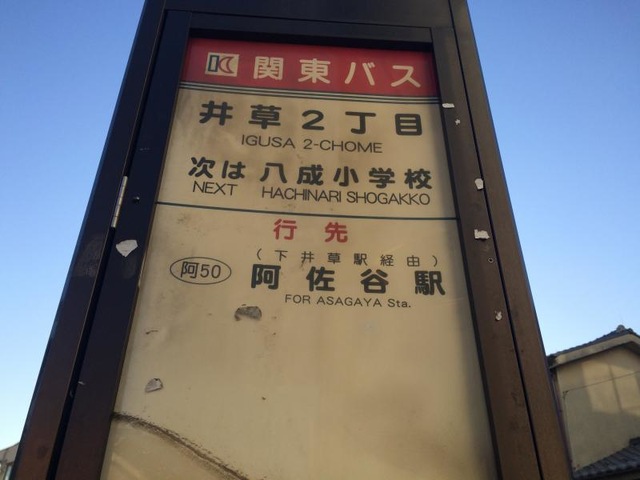 関東バス
井草2丁目
IGUSA 2-CHOME
次は 八成小学校
NEXT HACHINARI SHOGAKKO
行先
(下井草駅経由)
阿50 阿佐谷駅
FOR ASAGAYA Sta.